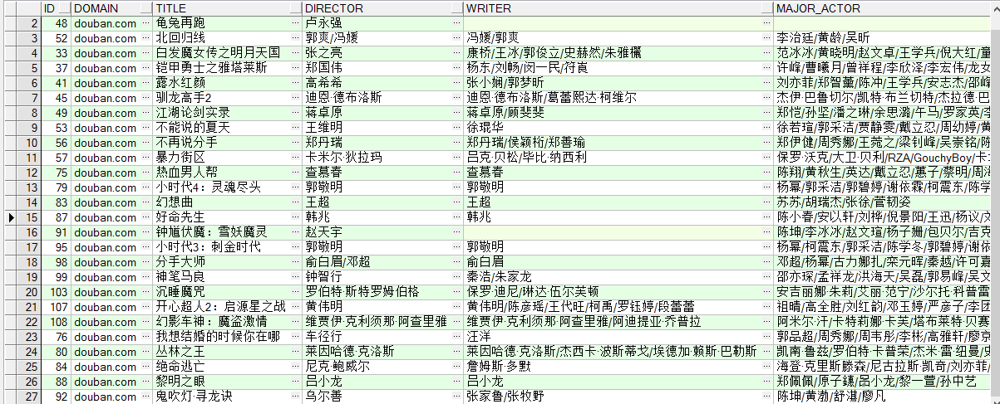 ID DOMAIN TITLE DIRECTOR WRITER MAJOR_ACTOR
2 48 douban.com ··· 龟兔再跑 ··· 卢永强 ··· ···
3 52 douban.com ··· 北回归线 ··· 郭爽/冯媛 ··· 冯媛/郭爽 ··· 李治廷/黄龄/吴昕
4 33 douban.com ··· 白发魔女传之明月天国 ··· 张之亮 ··· 康桥/王冰/郭俊立/史赫然/朱雅欐 ··· 范冰冰/黄晓明/赵文卓/王学兵/倪大红/童
5 37 douban.com ··· 铠甲勇士之雅塔莱斯 ··· 郑国伟 ··· 杨东/刘畅/闵一民/符崀 ··· 许峰/曹曦月/曾祥程/李欣泽/李宏伟/龙女
6 41 douban.com ··· 露水红颜 ··· 高希希 ··· 张小娴/郭梦昕 ··· 刘亦菲/郑智薰/陈冲/王学兵/安志杰/邵峰
7 45 douban.com ··· 驯龙高手2 ··· 迪恩·德布洛斯 ··· 迪恩·德布洛斯/葛蕾熙达·柯维尔 ··· 杰伊·巴鲁切尔/凯特·布兰切特/杰拉德·巴
8 49 douban.com ··· 江湖论剑实录 ··· 蒋卓原 ··· 蒋卓原/顾斐斐 ··· 郑恺/孙坚/潘之琳/余思潞/午马/罗家英/李
9 53 douban.com ··· 不能说的夏天 ··· 王维明 ··· 徐琨华 ··· 徐若瑄/郭采洁/贾静雯/戴立忍/周幼婷/黄
10 56 douban.com ··· 不再说分手 ··· 郑丹瑞 ··· 郑丹瑞/侯颖桁/郑善瑜 ··· 郑伊健/周秀娜/王菀之/梁钊峰/吴崇铭/陈
11 57 douban.com ··· 暴力街区 ··· 卡米尔·狄拉玛 ··· 吕克·贝松/毕比·纳西利 ··· 保罗·沃克/大卫·贝利/RZA/GouchyBoy/卡
12 75 douban.com ··· 热血男人帮 ··· 查慕春 ··· 查慕春 ··· 陈翔/黄秋生/英达/戴立忍/蕙子/蔡明/周海
13 79 douban.com ··· 小时代4：灵魂尽头 ··· 郭敬明 ··· 郭敬明 ··· 杨幂/郭采洁/郭碧婷/谢依霖/柯震东/陈学
14 83 douban.com ··· 幻想曲 ··· 王超 ··· 王超 ··· 苏苏/胡瑞杰/张徐/菅韧姿
15 87 douban.com ··· 好命先生 ··· 韩兆 ··· 韩兆 ··· 陈小春/安以轩/刘桦/倪景阳/王迅/杨议/文
16 91 douban.com ··· 钟馗伏魔：雪妖魔灵 ··· 赵天宇 ··· ··· 陈坤/李冰冰/赵文瑄/杨子姗/包贝尔/吉克
17 95 douban.com ··· 小时代3：刺金时代 ··· 郭敬明 ··· 郭敬明 ··· 杨幂/柯震东/郭采洁/陈学冬/郭碧婷/谢依
18 98 douban.com ··· 分手大师 ··· 俞白眉/邓超 ··· 俞白眉 ··· 邓超/杨幂/古力娜扎/栾元晖/秦越/许可嘉
19 99 douban.com ··· 神笔马良 ··· 钟智行 ··· 秦浩/朱家龙 ··· 邵亦琛/孟祥龙/洪海天/吴磊/郭易峰/吴文
20 103 douban.com ··· 沉睡魔咒 ··· 罗伯特·斯特罗姆伯格 ··· 保罗·迪尼/琳达·伍尔芙顿 ··· 安吉丽娜·朱莉/艾丽·范宁/沙尔托·科普雷
21 107 douban.com ··· 开心超人2：启源星之战 ··· 黄伟明 ··· 黄伟明/陈彦瑶/王代旺/柯禹/罗钰婷/段蕾蕾 ··· 祖晴/高全胜/刘红韵/邓玉婷/严彦子/李团
22 108 douban.com ··· 幻影车神：魔盗激情 ··· 维贾伊·克利须那·阿查里雅 ··· 维贾伊·克利须那·阿查里雅/阿迪提亚·乔普拉 ··· 阿米尔·汗/卡特莉娜·卡芙/塔布莱特·贝赛
23 76 douban.com ··· 我想结婚的时候你在哪 ··· 车径行 ··· 汪洋 ··· 郭品超/周秀娜/周韦彤/李彬/高雅轩/廖京
24 80 douban.com ··· 丛林之王 ··· 莱因哈德·克洛斯 ··· 莱因哈德·克洛斯/杰西卡·波斯蒂戈/埃德加·赖斯·巴勒斯 ··· 凯南·鲁兹/罗伯特·卡普荣/杰米·雷·纽曼/史
25 84 douban.com ··· 绝命逃亡 ··· 尼克·鲍威尔 ··· 詹姆斯·多默 ··· 海登·克里斯滕森/尼古拉斯·凯奇/刘亦菲/
26 88 douban.com ··· 黎明之眼 ··· 吕小龙 ··· 吕小龙 ··· 郑佩佩/原子鏸/吕小龙/黎一萱/孙中艺
27 92 douban.com ··· 鬼吹灯·寻龙诀 ··· 乌尔善 ··· 张家鲁/张牧野 ··· 陈坤/黄渤/舒淇/廖凡